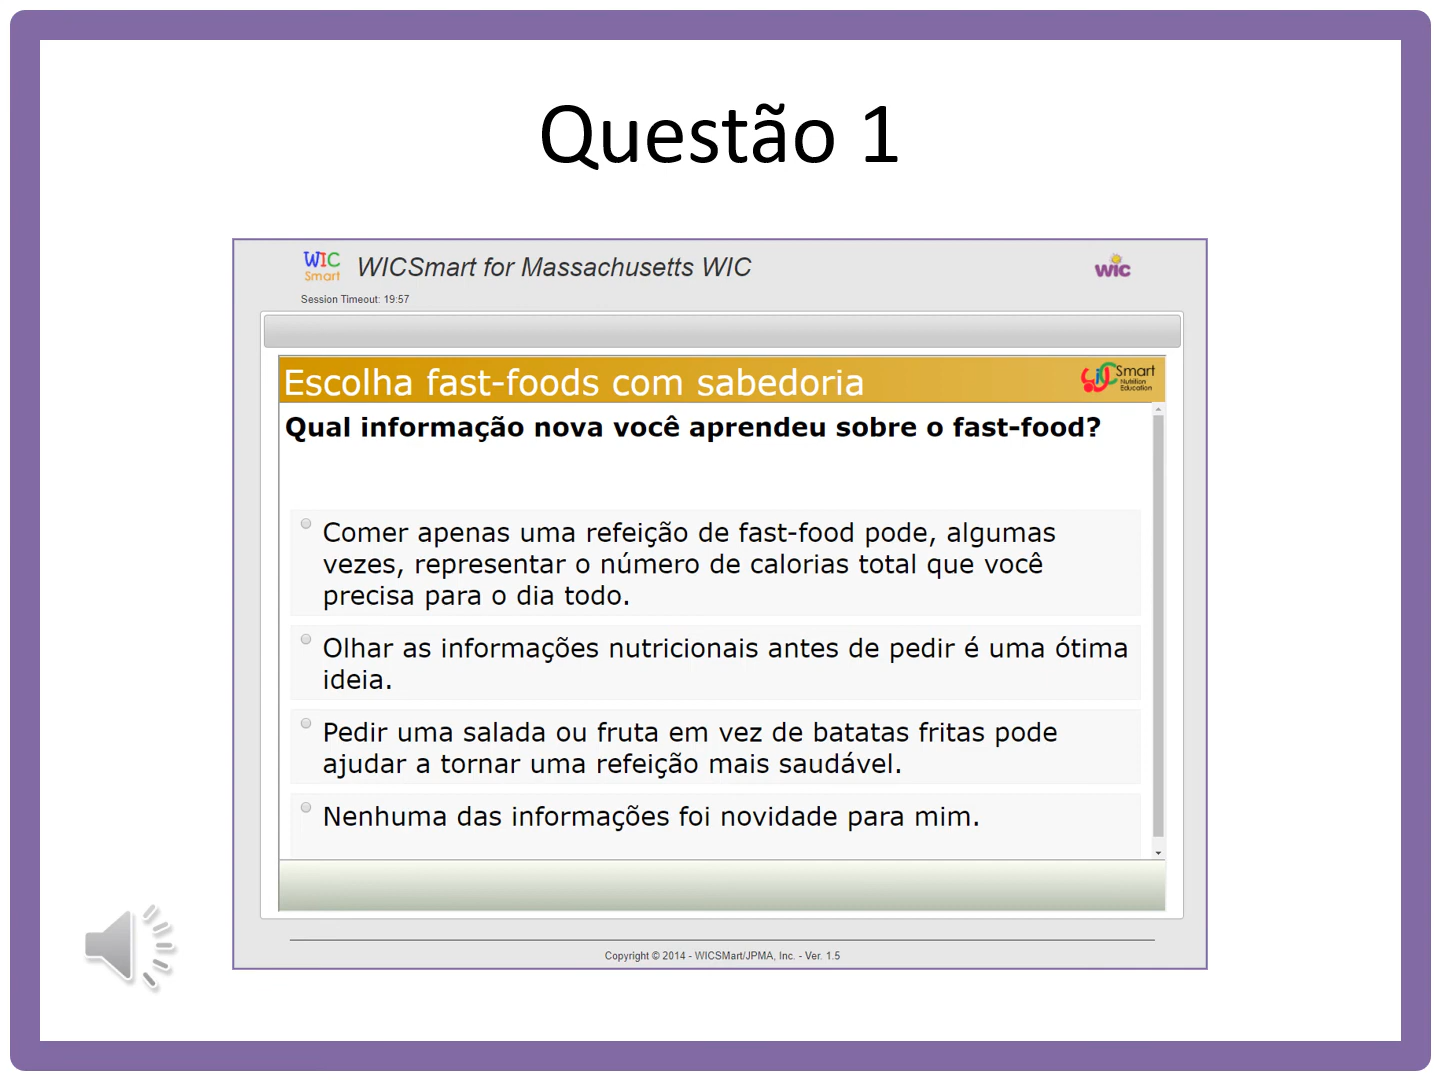 Questão 1
WIC
Smart
WICSmart for Massachusetts WIC
wic
Session Timeout: 19:57
Escolha fast-foods com sabedoria
WIC Smart
Nutrition
Education
Qual informação nova você aprendeu sobre o fast-food?
Comer apenas uma refeição de fast-food pode, algumas
vezes, representar o número de calorias total que você
precisa para o dia todo.
Olhar as informações nutricionais antes de pedir é uma ótima
ideia.
Pedir uma salada ou fruta em vez de batatas fritas pode
ajudar a tornar uma refeição mais saudável.
Nenhuma das informações foi novidade para mim.
Copyright © 2014 - WICSMart/JPMA, Inc. - Ver. 1.5